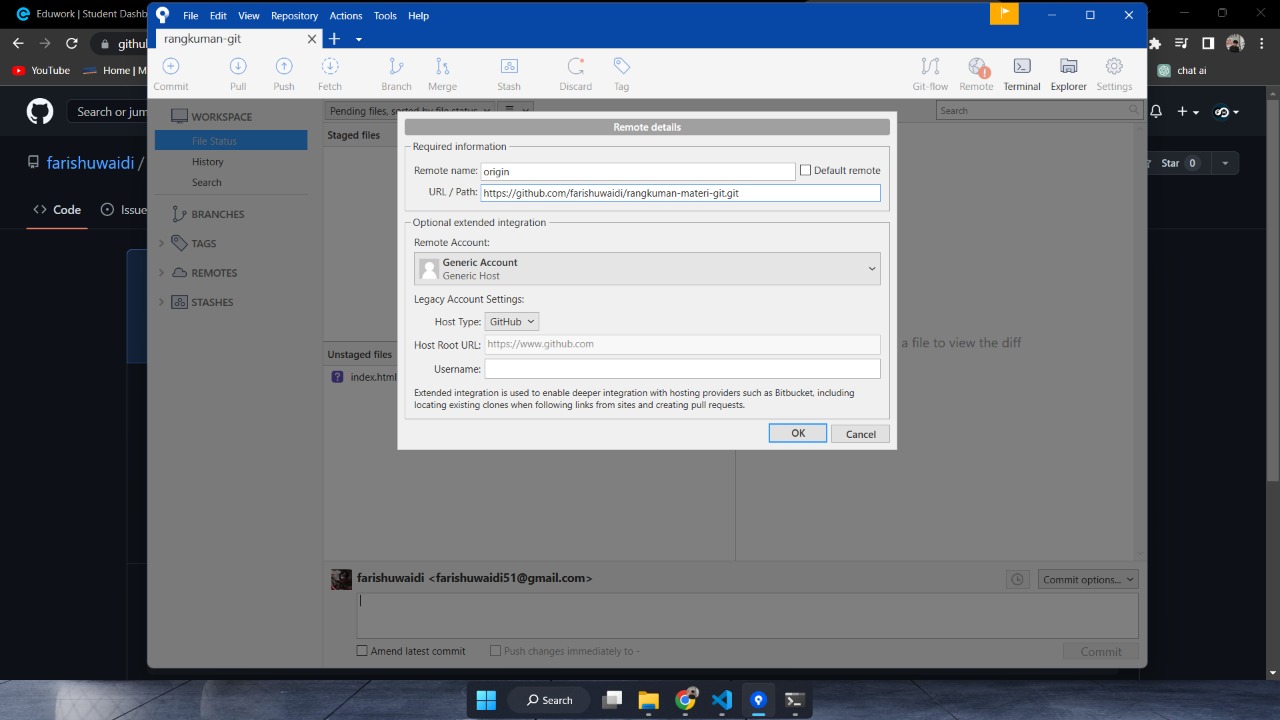 Eduwork | Student Dashb
File Edit View Repository Actions Tools Help
rangkuman-git
githu
YouTube
Home | M
chat ai
Commit Pull Push Fetch Branch Merge Stash Discard Tag Git-flow Remote Terminal Explorer Settings
Search or jum
WORKSPACE
Pending files, sorted by file status
Search
File Status
Staged files
History
Search
farishuwaidi /
Star 0
Code
Issue
BRANCHES
TAGS
REMOTES
STASHES
Remote details
Required information
Remote name: origin Default remote
URL / Path: https://github.com/farishuwaidi/rangkuman-materi-git.git
Optional extended integration
Remote Account:
Generic Account
Generic Host
Legacy Account Settings:
Host Type: GitHub
Host Root URL: https://www.github.com
Username:
Extended integration is used to enable deeper integration with hosting providers such as Bitbucket, including
locating existing clones when following links from sites and creating pull requests.
OK Cancel
a file to view the diff
Unstaged files
index.html
farishuwaidi <farishuwaidi51@gmail.com>
Commit options...
Amend latest commit
Push changes immediately to -
Commit
Search